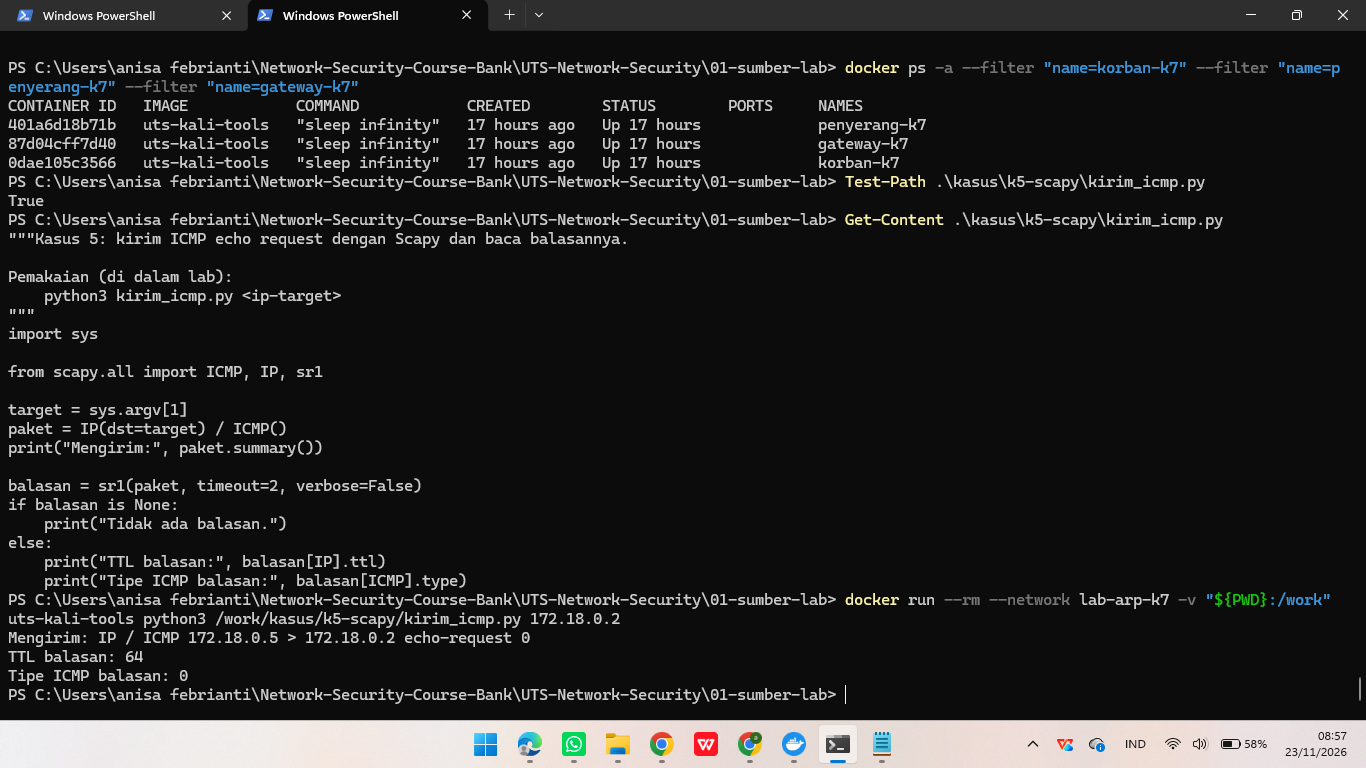 Windows PowerShell
Windows PowerShell
PS C:\Users\anisa febrianti\Network-Security-Course-Bank\UTS-Network-Security\01-sumber-lab> docker ps -a --filter "name=korban-k7" --filter "name=p
enyerang-k7" --filter "name=gateway-k7"
CONTAINER ID   IMAGE            COMMAND            CREATED        STATUS        PORTS     NAMES
401a6d18b71b   uts-kali-tools   "sleep infinity"   17 hours ago   Up 17 hours             penyerang-k7
87d04cff7d40   uts-kali-tools   "sleep infinity"   17 hours ago   Up 17 hours             gateway-k7
0dae105c3566   uts-kali-tools   "sleep infinity"   17 hours ago   Up 17 hours             korban-k7
PS C:\Users\anisa febrianti\Network-Security-Course-Bank\UTS-Network-Security\01-sumber-lab> Test-Path .\kasus\k5-scapy\kirim_icmp.py
True
PS C:\Users\anisa febrianti\Network-Security-Course-Bank\UTS-Network-Security\01-sumber-lab> Get-Content .\kasus\k5-scapy\kirim_icmp.py
"""Kasus 5: kirim ICMP echo request dengan Scapy dan baca balasannya.
Pemakaian (di dalam lab):
    python3 kirim_icmp.py <ip-target>
"""
import sys
from scapy.all import ICMP, IP, sr1
target = sys.argv[1]
paket = IP(dst=target) / ICMP()
print("Mengirim:", paket.summary())
balasan = sr1(paket, timeout=2, verbose=False)
if balasan is None:
    print("Tidak ada balasan.")
else:
    print("TTL balasan:", balasan[IP].ttl)
    print("Tipe ICMP balasan:", balasan[ICMP].type)
PS C:\Users\anisa febrianti\Network-Security-Course-Bank\UTS-Network-Security\01-sumber-lab> docker run --rm --network lab-arp-k7 -v "${PWD}:/work"
uts-kali-tools python3 /work/kasus/k5-scapy/kirim_icmp.py 172.18.0.2
Mengirim: IP / ICMP 172.18.0.5 > 172.18.0.2 echo-request 0
TTL balasan: 64
Tipe ICMP balasan: 0
PS C:\Users\anisa febrianti\Network-Security-Course-Bank\UTS-Network-Security\01-sumber-lab>
IND
58%
08:57
23/11/2026